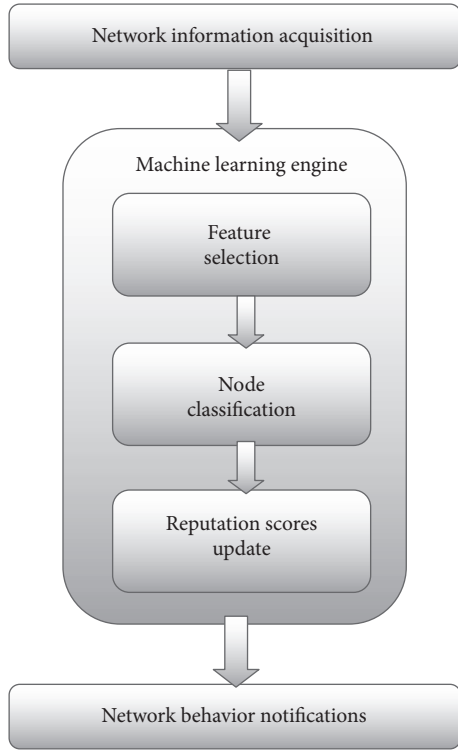 Network information acquisition
Machine learning engine
Feature
selection
Node
classification
Reputation scores
update
Network behavior notifications